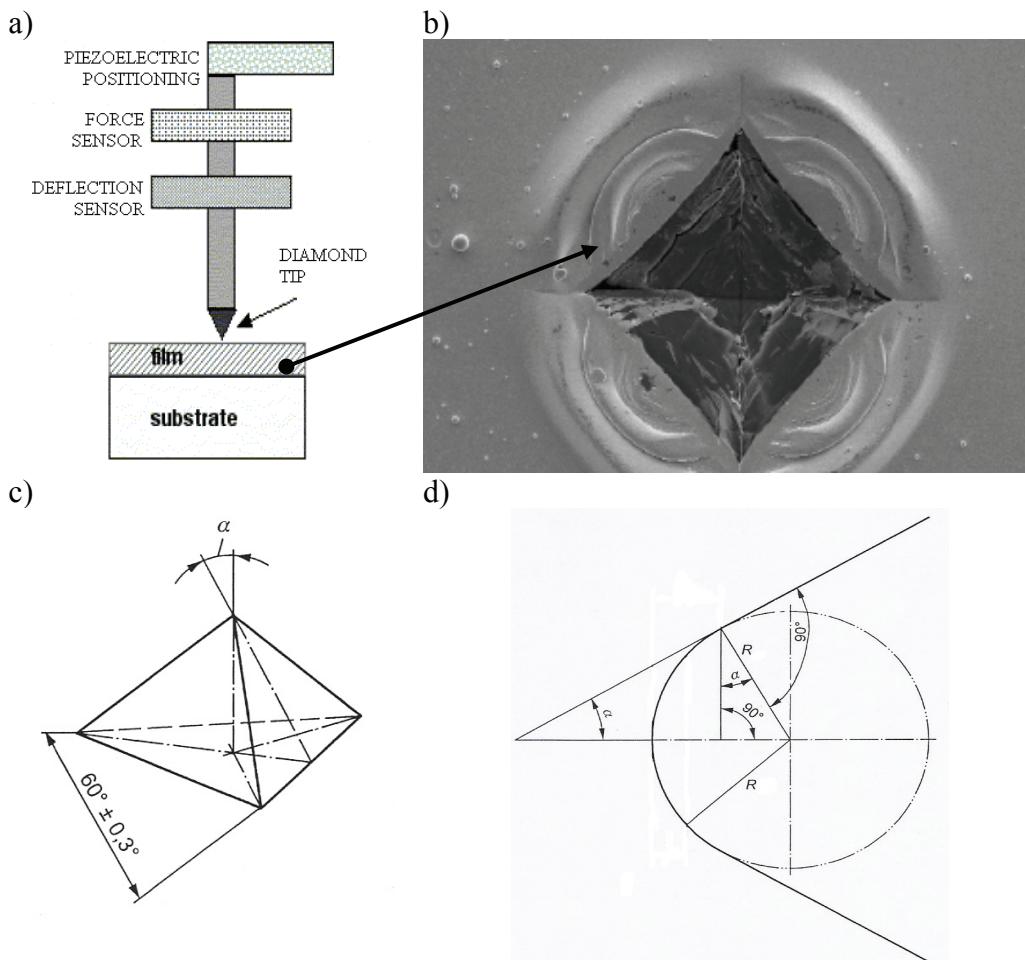 a)
PIEZOELECTRIC
POSITIONING
FORCE
SENSOR
DEFLECTION
SENSOR
DIAMOND
TIP
film
substrate
b)
c)
α
60° ± 0,3°
d)
90°
R
α
α
90°
R